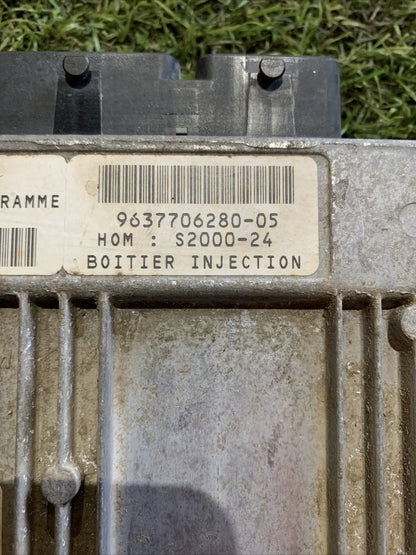 RAMME
9637706280-05
HOM : S2000-24
BOITIER INJECTION